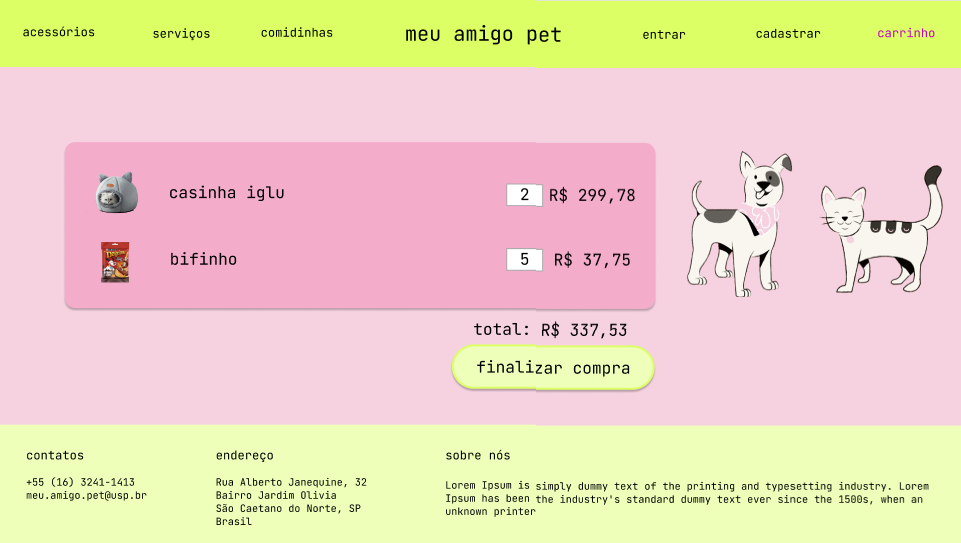 acessórios
serviços
comidinhas
meu amigo pet
entrar
cadastrar
carrinho
casinha iglu
2
R$ 299,78
bifinho
5
R$ 37,75
total: R$ 337,53
finalizar compra
contatos
+55 (16) 3241-1413
meu.amigo.pet@usp.br
endereço
Rua Alberto Janequine, 32
Bairro Jardim Olivia
São Caetano do Norte, SP
Brasil
sobre nós
Lorem Ipsum is simply dummy text of the printing and typesetting industry. Lorem
Ipsum has been the industry's standard dummy text ever since the 1500s, when an
unknown printer